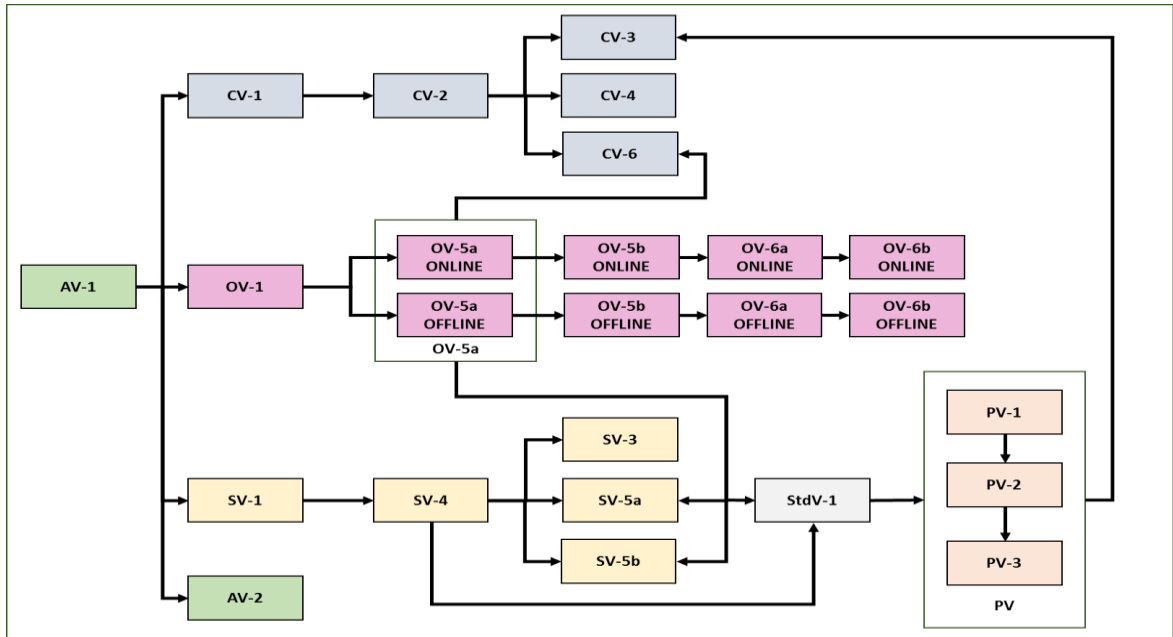 CV-3
CV-1
CV-2
CV-4
CV-6
OV-5a
ONLINE
OV-5b
ONLINE
OV-6a
ONLINE
OV-6b
ONLINE
AV-1
OV-1
OV-5a
OFFLINE
OV-5b
OFFLINE
OV-6a
OFFLINE
OV-6b
OFFLINE
OV-5a
PV-1
SV-3
SV-1
SV-4
SV-5a
StdV-1
PV-2
SV-5b
PV-3
AV-2
PV